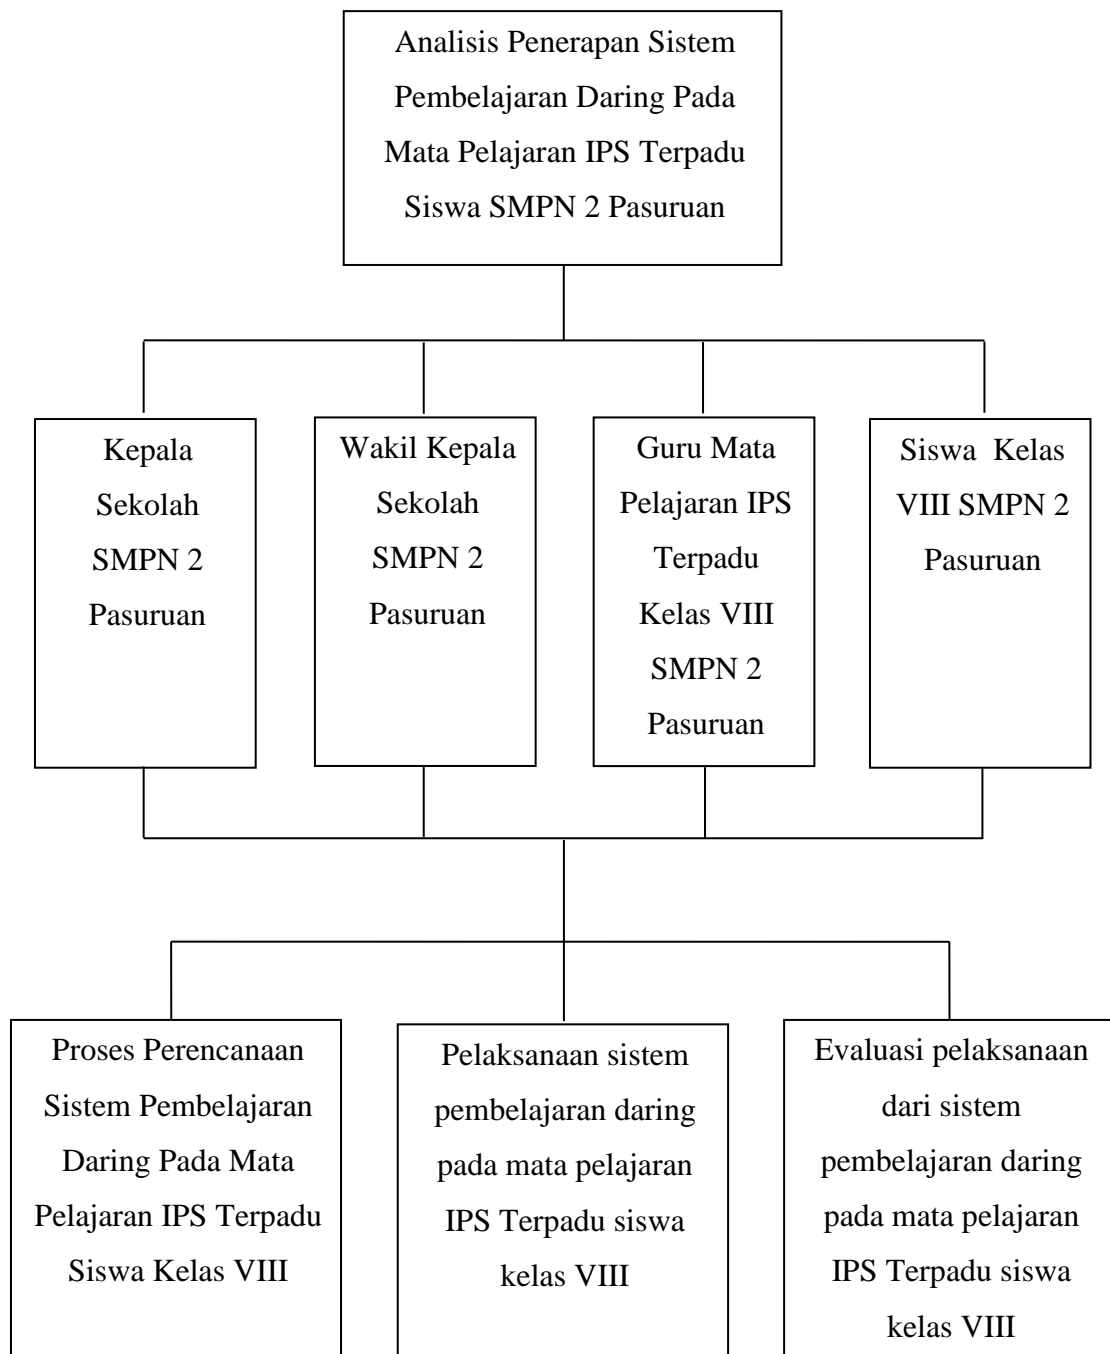 Analisis Penerapan Sistem
Pembelajaran Daring Pada
Mata Pelajaran IPS Terpadu
Siswa SMPN 2 Pasuruan
Kepala
Sekolah
SMPN 2
Pasuruan
Wakil Kepala
Sekolah
SMPN 2
Pasuruan
Guru Mata
Pelajaran IPS
Terpadu
Kelas VIII
SMPN 2
Pasuruan
Siswa Kelas
VIII SMPN 2
Pasuruan
Proses Perencanaan
Sistem Pembelajaran
Daring Pada Mata
Pelajaran IPS Terpadu
Siswa Kelas VIII
Pelaksanaan sistem
pembelajaran daring
pada mata pelajaran
IPS Terpadu siswa
kelas VIII
Evaluasi pelaksanaan
dari sistem
pembelajaran daring
pada mata pelajaran
IPS Terpadu siswa
kelas VIII